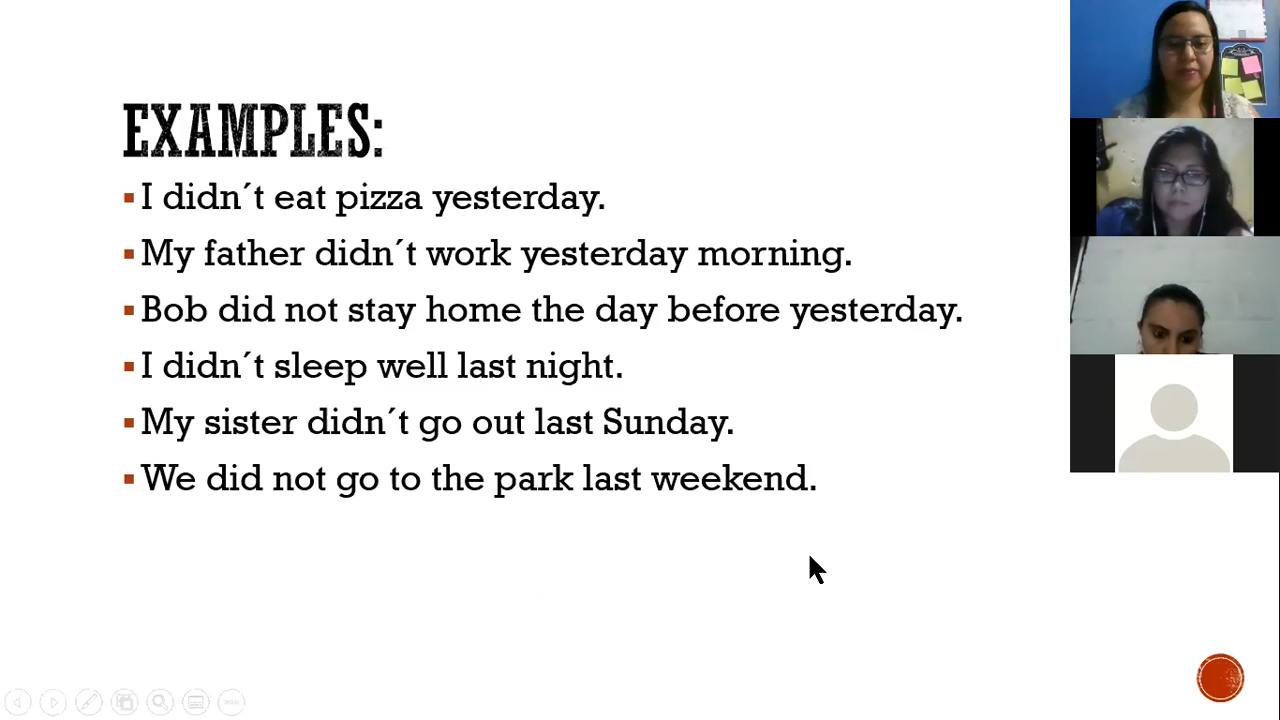 EXAMPLES:
I didn´t eat pizza yesterday.
My father didn´t work yesterday morning.
Bob did not stay home the day before yesterday.
I didn´t sleep well last night.
My sister didn´t go out last Sunday.
We did not go to the park last weekend.